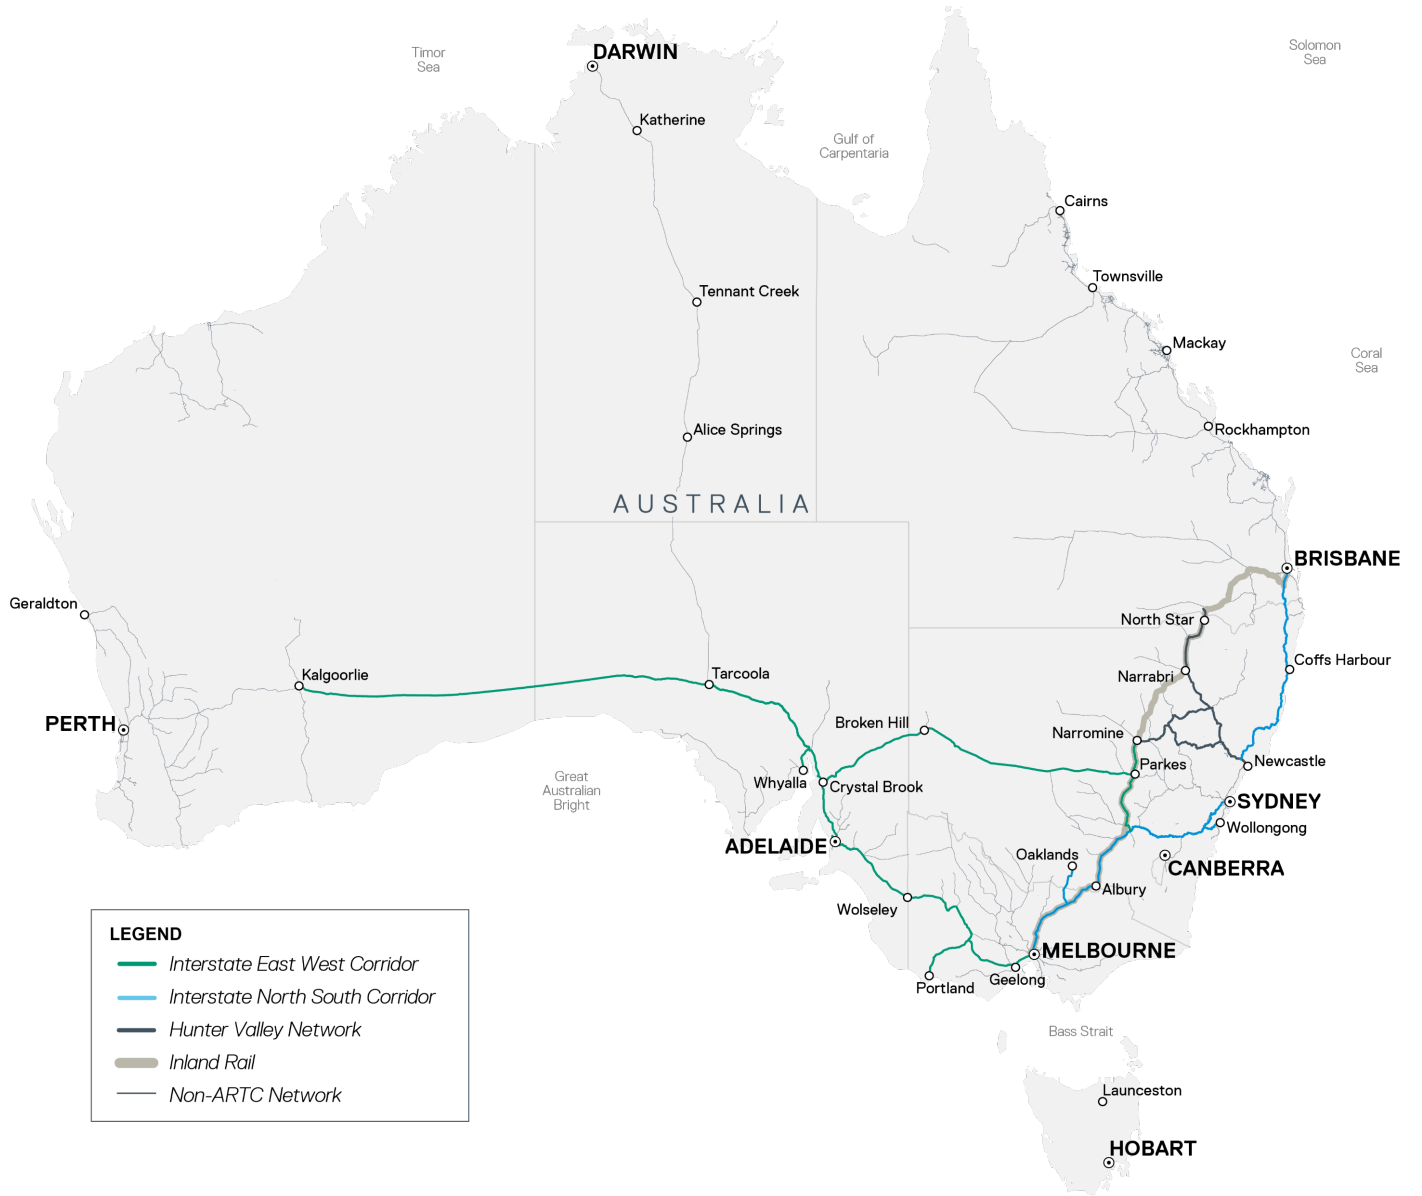 DARWIN
Timor
Sea
Solomon
Sea
Katherine
Gulf of
Carpentaria
Cairns
Townsville
Tennant Creek
Mackay
Coral
Sea
Alice Springs
Rockhampton
AUSTRALIA
BRISBANE
Geraldton
North Star
Coffs Harbour
Kalgoorlie
Tarcoola
Narrabri
PERTH
Broken Hill
Narromine
Parkes
Newcastle
Great
Australian
Bright
Whyalla
Crystal Brook
SYDNEY
Wollongong
ADELAIDE
Oaklands
CANBERRA
Albury
Wolseley
MELBOURNE
Geelong
Portland
LEGEND
Interstate East West Corridor
Interstate North South Corridor
Hunter Valley Network
Inland Rail
Non-ARTC Network
Bass Strait
Launceston
HOBART